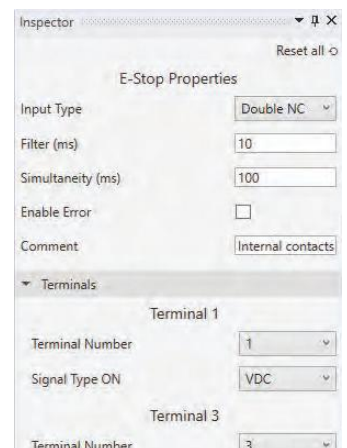 Inspector
Reset all
E-Stop Properties
Input Type Double NC
Filter (ms) 10
Simultaneity (ms) 100
Enable Error
Comment Internal contacts
Terminals
Terminal 1
Terminal Number 1
Signal Type ON VDC
Terminal 3
Terminal Number 3